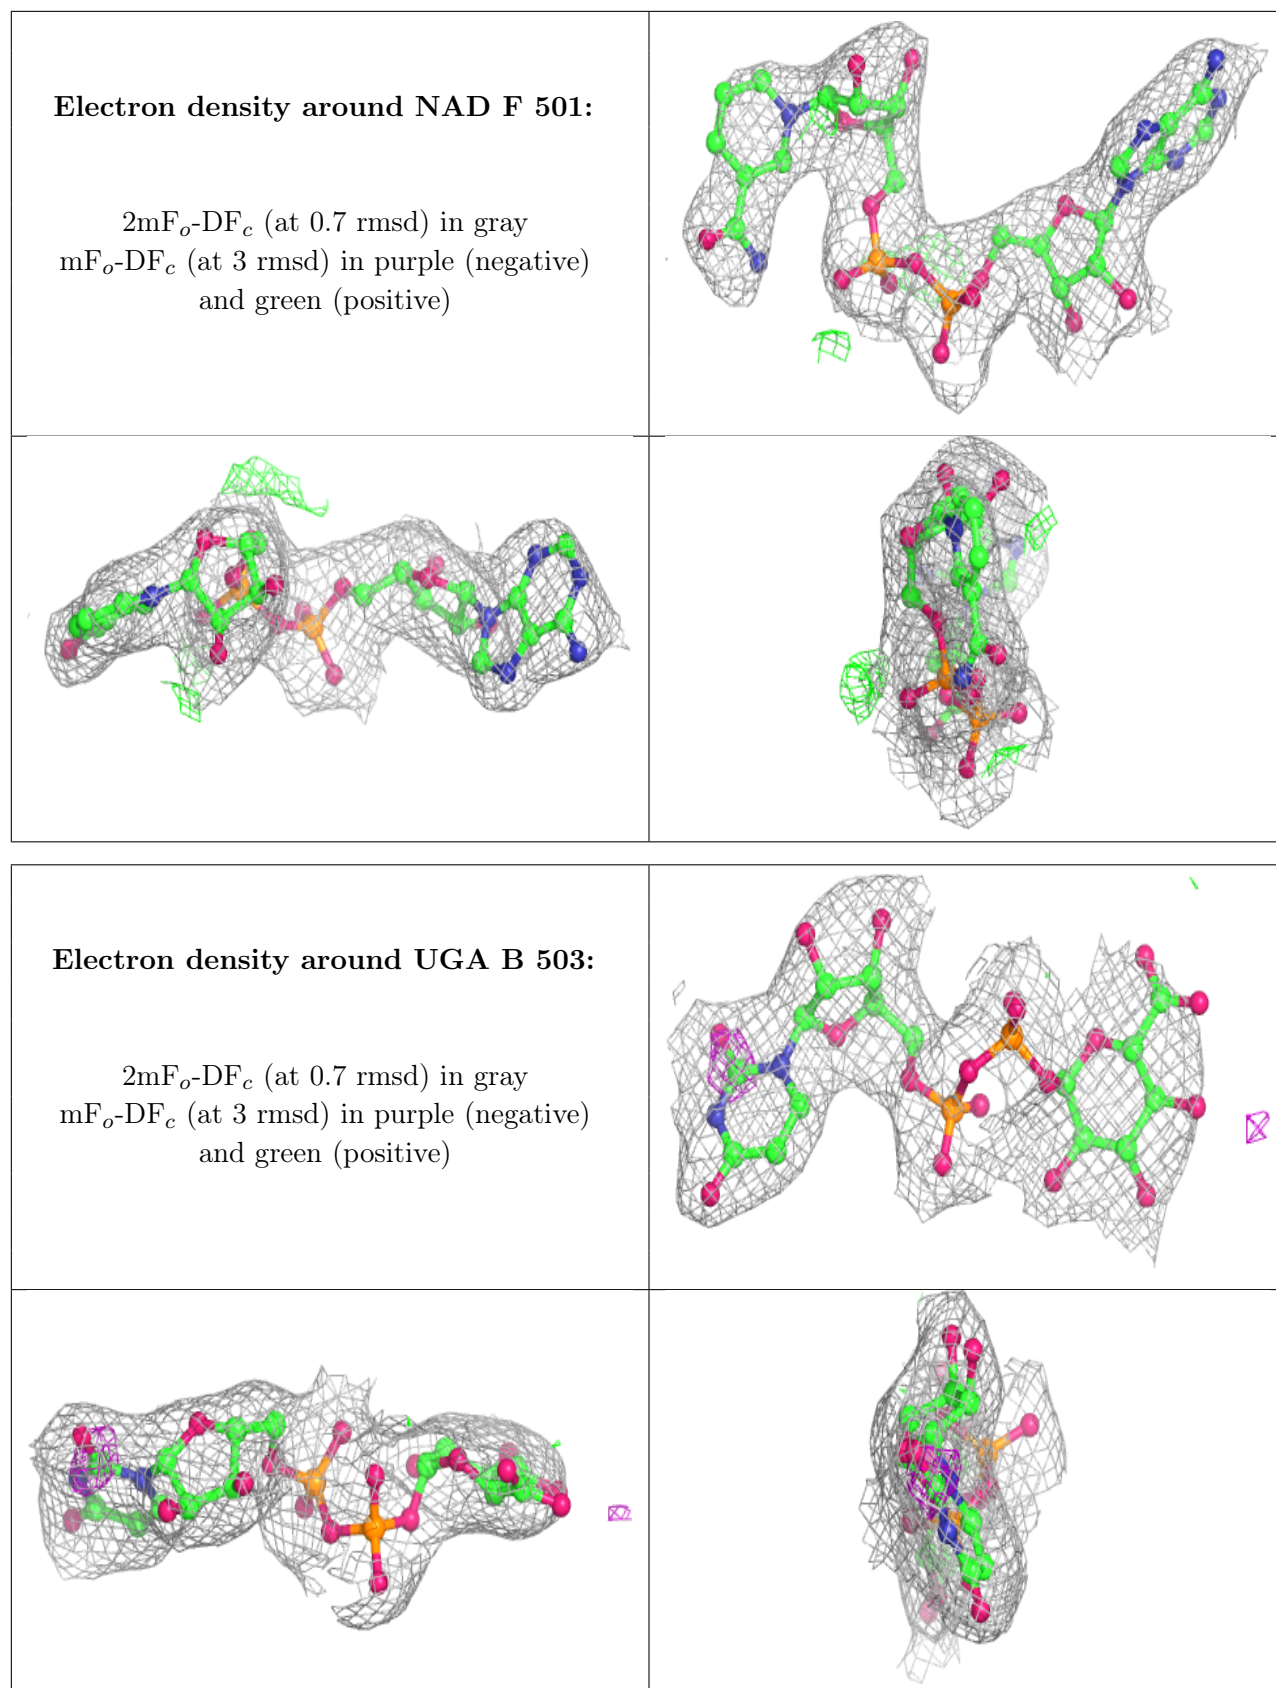 Electron density around NAD F 501:
2mFo-DFc (at 0.7 rmsd) in gray
mFo-DFc (at 3 rmsd) in purple (negative)
and green (positive)
Electron density around UGA B 503:
2mFo-DFc (at 0.7 rmsd) in gray
mFo-DFc (at 3 rmsd) in purple (negative)
and green (positive)